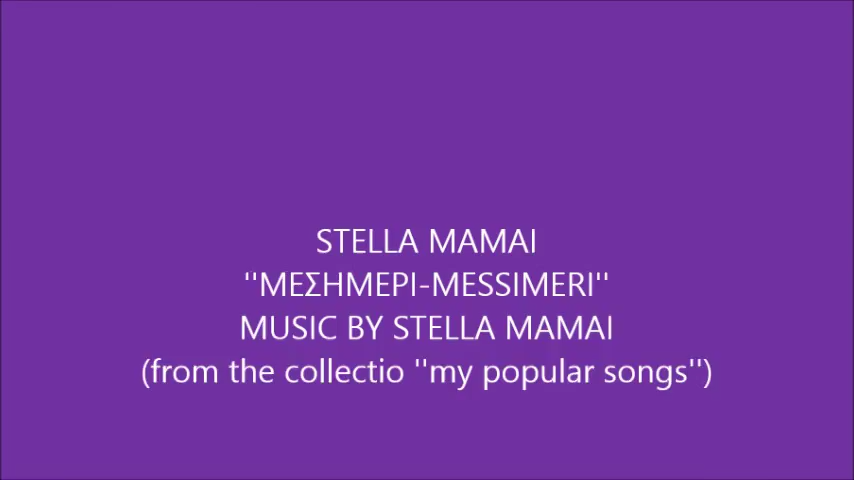 STELLA MAMAI
''ΜΕΣΗΜΕΡΙ-MESSIMERI''
MUSIC BY STELLA MAMAI
(from the collectio ''my popular songs'')